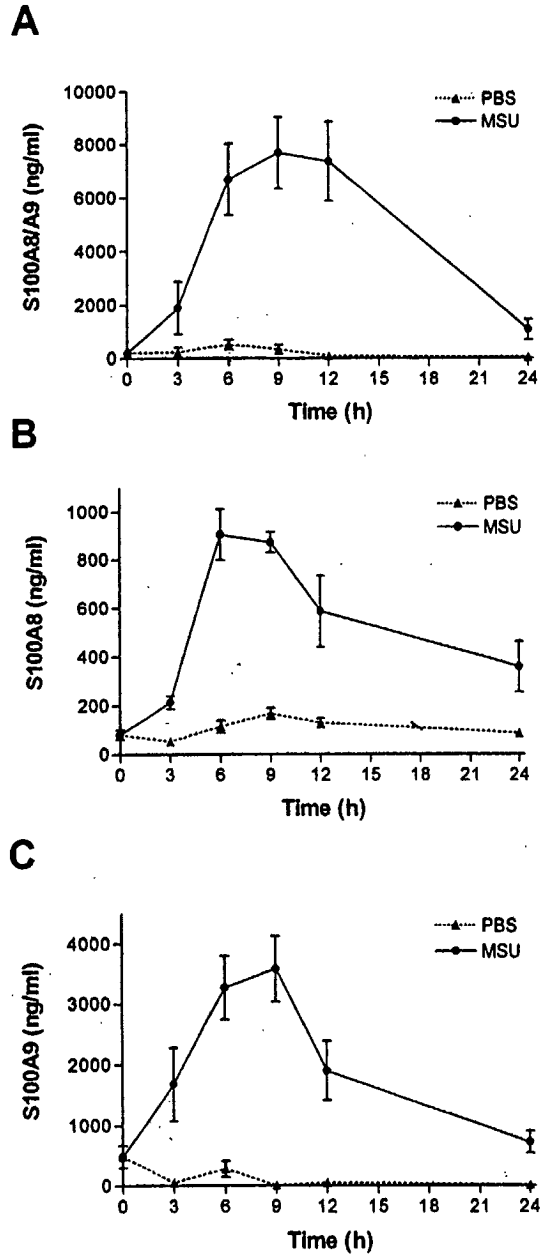 A
10000
8000
6000
4000
2000
0
S100A8/A9 (ng/ml)
PBS
MSU
0 3 6 9 12 15 18 21 24
Time (h)
B
1000
800
600
400
200
0
S100A8 (ng/ml)
PBS
MSU
0 3 6 9 12 15 18 21 24
Time (h)
C
4000
3000
2000
1000
0
S100A9 (ng/ml)
PBS
MSU
0 3 6 9 12 15 18 21 24
Time (h)